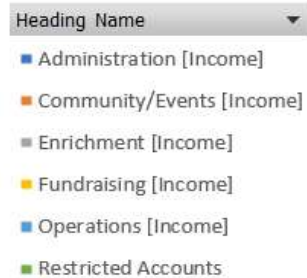 Heading Name
Administration [Income]
Community/Events [Income]
Enrichment [Income]
Fundraising [Income]
Operations [Income]
Restricted Accounts